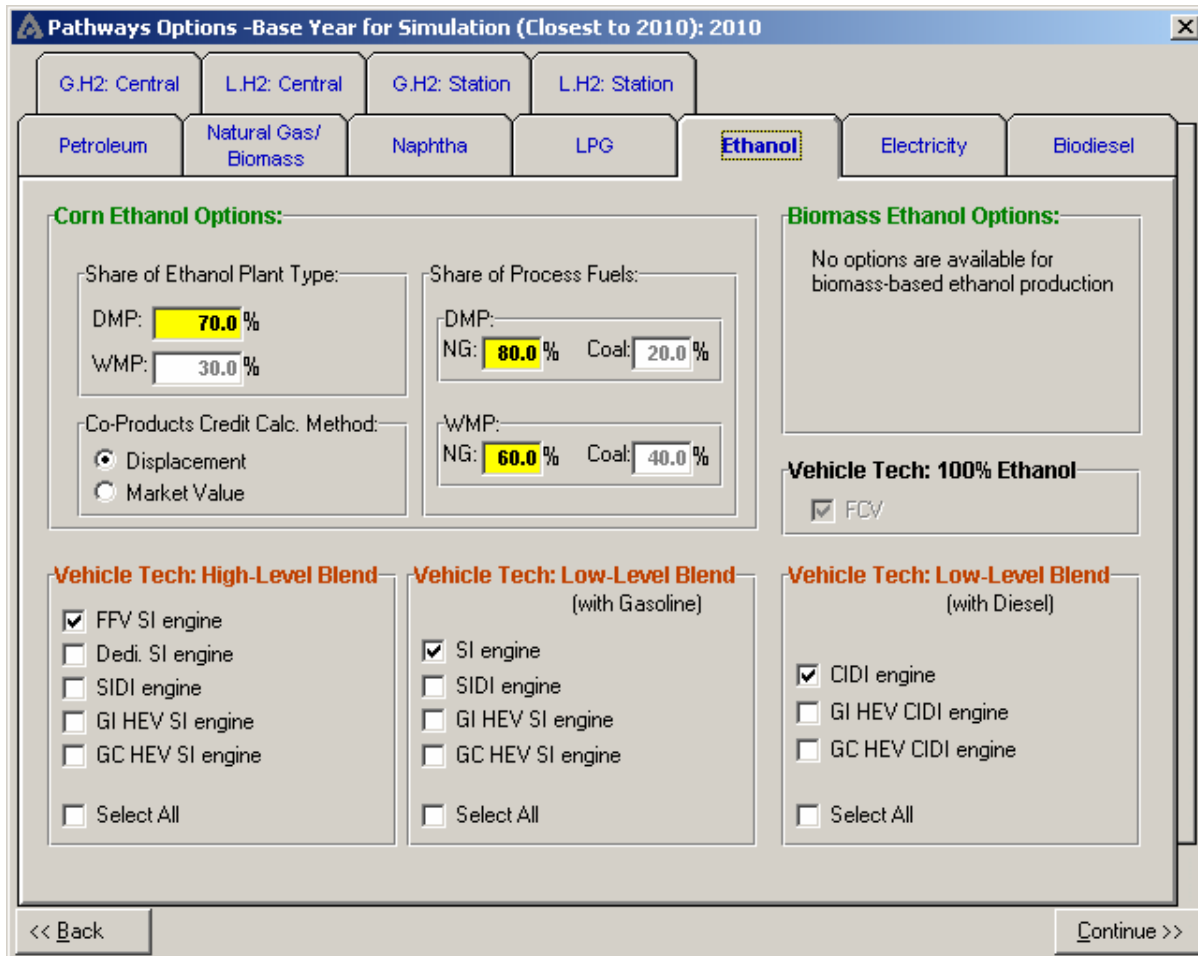 Pathways Options -Base Year for Simulation (Closest to 2010): 2010
G.H2: Central L.H2: Central G.H2: Station L.H2: Station
Petroleum Natural Gas/ Biomass Naphtha LPG Ethanol Electricity Biodiesel
Corn Ethanol Options:
Share of Ethanol Plant Type:
DMP: 70.0 %
WMP: 30.0 %
Co-Products Credit Calc. Method:
Displacement
Market Value
Share of Process Fuels:
DMP:
NG: 80.0 % Coal: 20.0 %
WMP:
NG: 60.0 % Coal: 40.0 %
Biomass Ethanol Options:
No options are available for
biomass-based ethanol production
Vehicle Tech: 100% Ethanol
FCV
Vehicle Tech: High-Level Blend
FFV SI engine
Dedi. SI engine
SIDI engine
GI HEV SI engine
GC HEV SI engine
Select All
Vehicle Tech: Low-Level Blend
(with Gasoline)
SI engine
SIDI engine
GI HEV SI engine
GC HEV SI engine
Select All
Vehicle Tech: Low-Level Blend
(with Diesel)
CIDI engine
GI HEV CIDI engine
GC HEV CIDI engine
Select All
<< Back
Continue >>